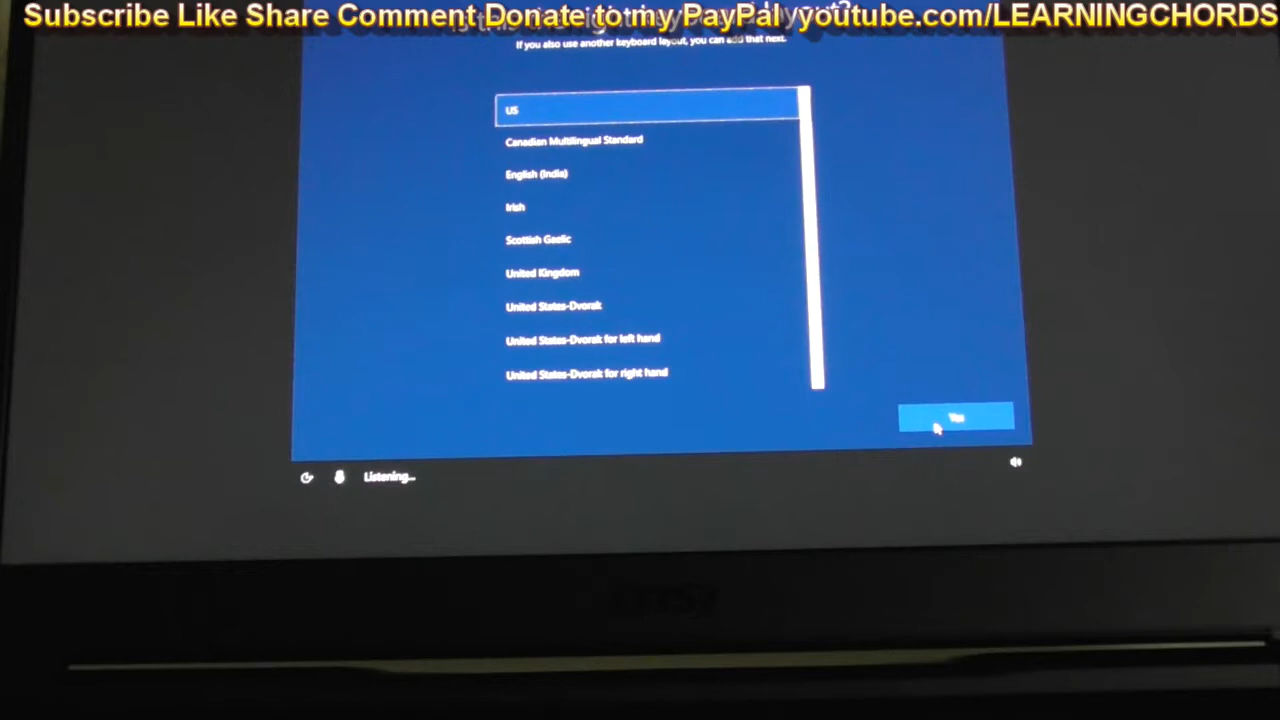 Subscribe Like Share Comment Donate to my PayPal youtube.com/LEARNINGCHORDS
If you also use another keyboard layout, you can add that next.
US
Canadian Multilingual Standard
English (India)
Irish
Scottish Gaelic
United Kingdom
United States-Dvorak
United States-Dvorak for left hand
United States-Dvorak for right hand
Yes
Listening...
msi